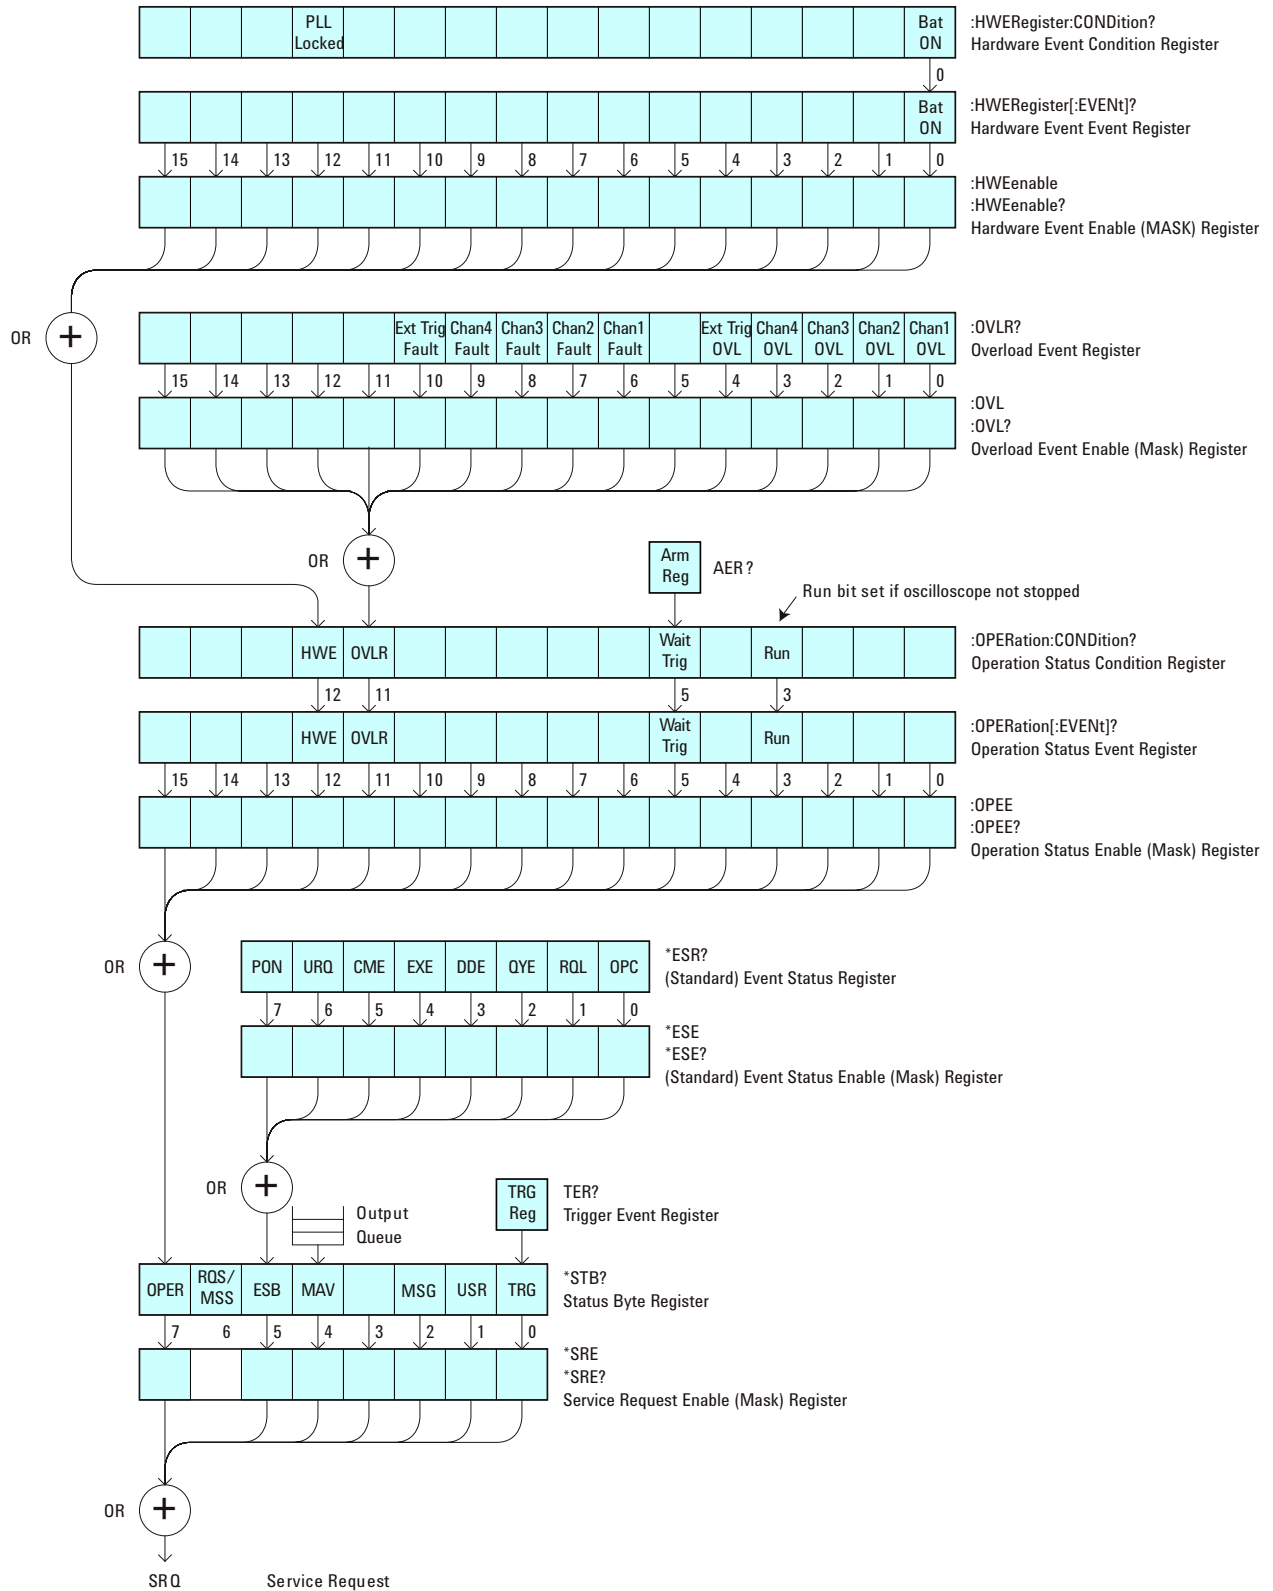 PLL
Locked
Bat
ON
:HWERegister:CONDition?
Hardware Event Condition Register
0
Bat
ON
:HWERegister[:EVENt]?
Hardware Event Event Register
15 14 13 12 11 10 9 8 7 6 5 4 3 2 1 0
:HWEenable
:HWEenable?
Hardware Event Enable (MASK) Register
OR +
Ext Trig Chan4 Chan3 Chan2 Chan1 Ext Trig Chan4 Chan3 Chan2 Chan1
Fault Fault Fault Fault Fault OVL OVL OVL OVL OVL
:OVLR?
Overload Event Register
15 14 13 12 11 10 9 8 7 6 5 4 3 2 1 0
:OVL
:OVL?
Overload Event Enable (Mask) Register
OR +
Arm
Reg
AER?
Run bit set if oscilloscope not stopped
HWE OVLR
Wait
Trig
Run
:OPERation:CONDition?
Operation Status Condition Register
12 11 5 3
HWE OVLR
Wait
Trig
Run
:OPERation[:EVENt]?
Operation Status Event Register
15 14 13 12 11 10 9 8 7 6 5 4 3 2 1 0
:OPEE
:OPEE?
Operation Status Enable (Mask) Register
OR +
PON URQ CME EXE DDE QYE RQL OPC
*ESR?
(Standard) Event Status Register
7 6 5 4 3 2 1 0
*ESE
*ESE?
(Standard) Event Status Enable (Mask) Register
OR +
Output
Queue
TRG
Reg
TER?
Trigger Event Register
OPER
RQS/
MSS
ESB MAV MSG USR TRG
*STB?
Status Byte Register
7 6 5 4 3 2 1 0
*SRE
*SRE?
Service Request Enable (Mask) Register
OR +
SRQ Service Request